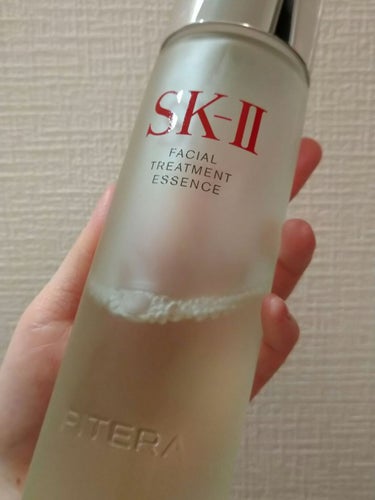 SK-II
FACIAL
TREATMENT
ESSENCE
PITERA